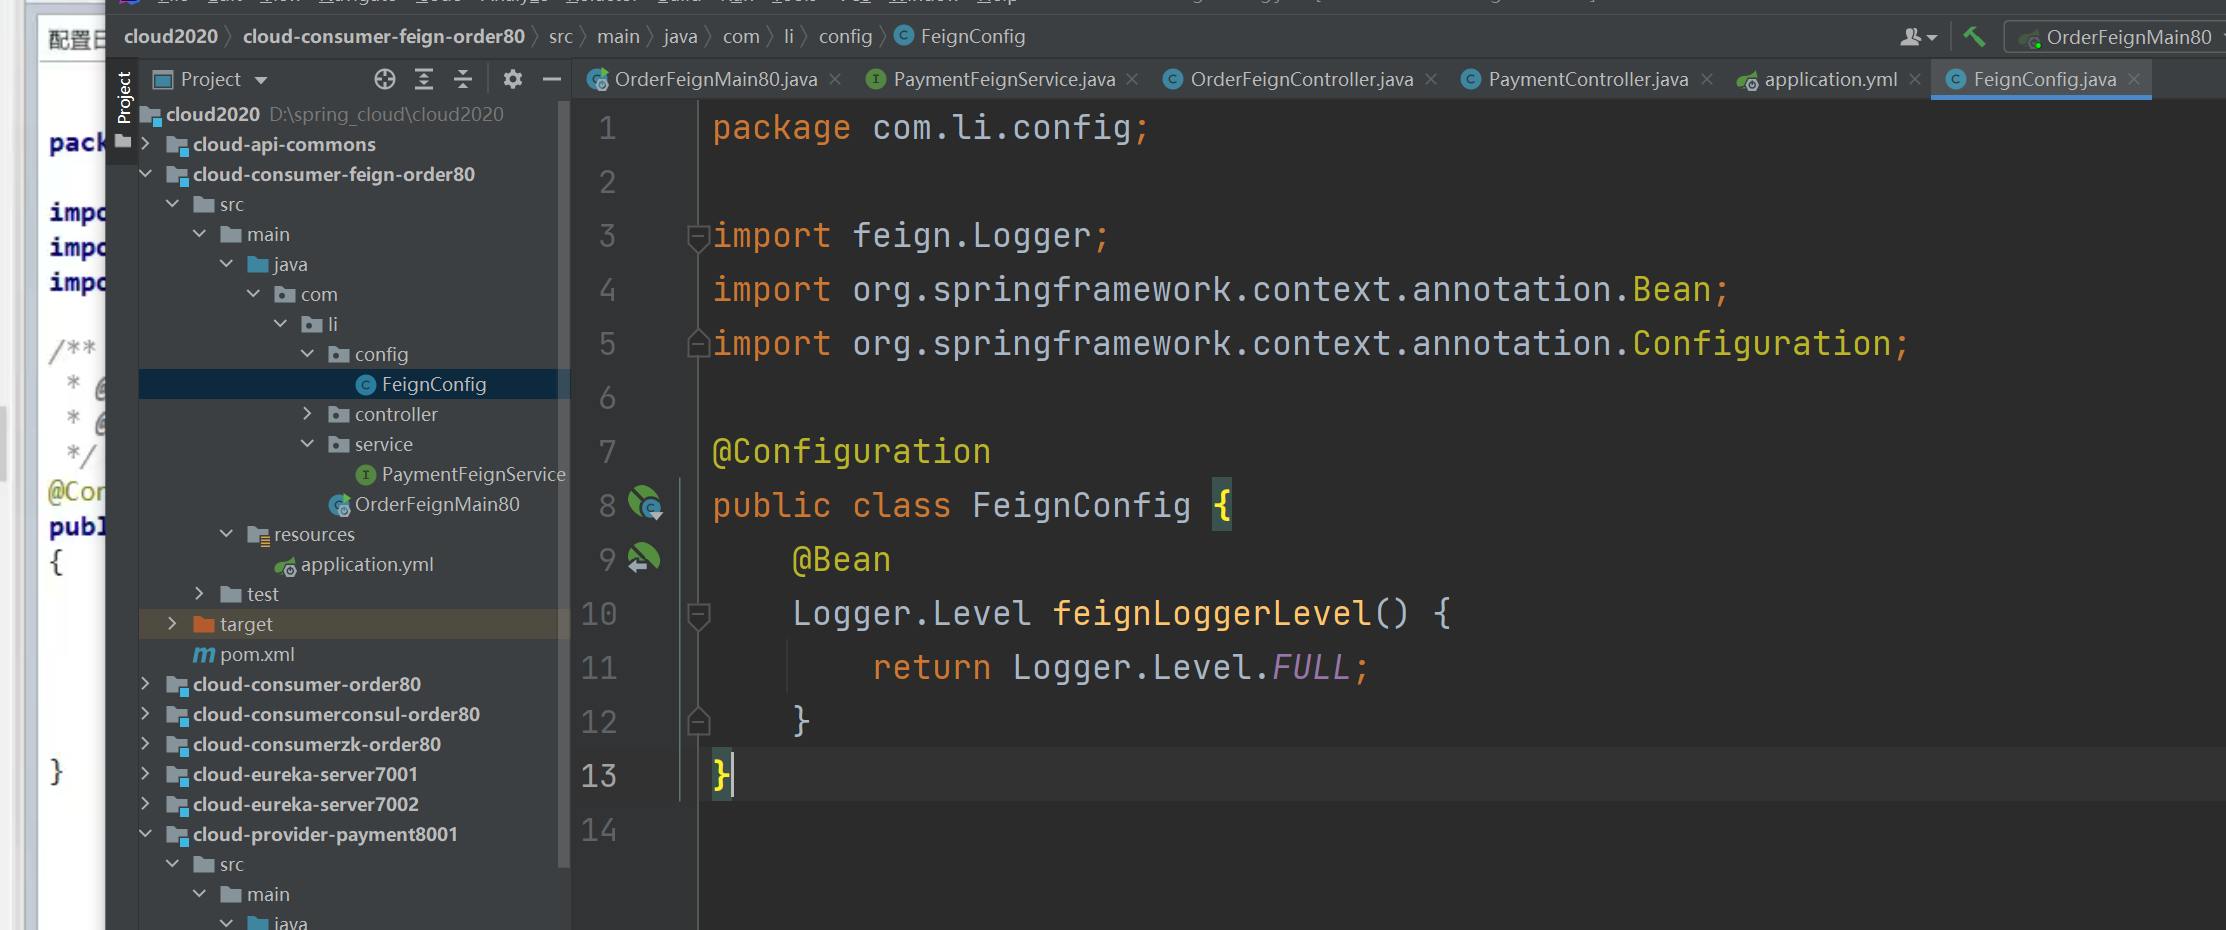 配置日
pack
impo
impo
impo
/**
* @
* @
*/
@Con
publ
{
}
cloud2020 〉 cloud-consumer-feign-order80 〉 src 〉 main 〉 java 〉 com 〉 li 〉 config 〉 FeignConfig
OrderFeignMain80
Project
Project
OrderFeignMain80.java
PaymentFeignService.java
OrderFeignController.java
PaymentController.java
application.yml
FeignConfig.java
cloud2020 D:\spring_cloud\cloud2020
cloud-api-commons
cloud-consumer-feign-order80
src
main
java
com
li
config
FeignConfig
controller
service
PaymentFeignService
OrderFeignMain80
resources
application.yml
test
target
pom.xml
cloud-consumer-order80
cloud-consumerconsul-order80
cloud-consumerzk-order80
cloud-eureka-server7001
cloud-eureka-server7002
cloud-provider-payment8001
src
main
java
1 package com.li.config;
2
3 import feign.Logger;
4 import org.springframework.context.annotation.Bean;
5 import org.springframework.context.annotation.Configuration;
6
7 @Configuration
8 public class FeignConfig {
9 @Bean
10 Logger.Level feignLoggerLevel() {
11 return Logger.Level.FULL;
12 }
13 }
14